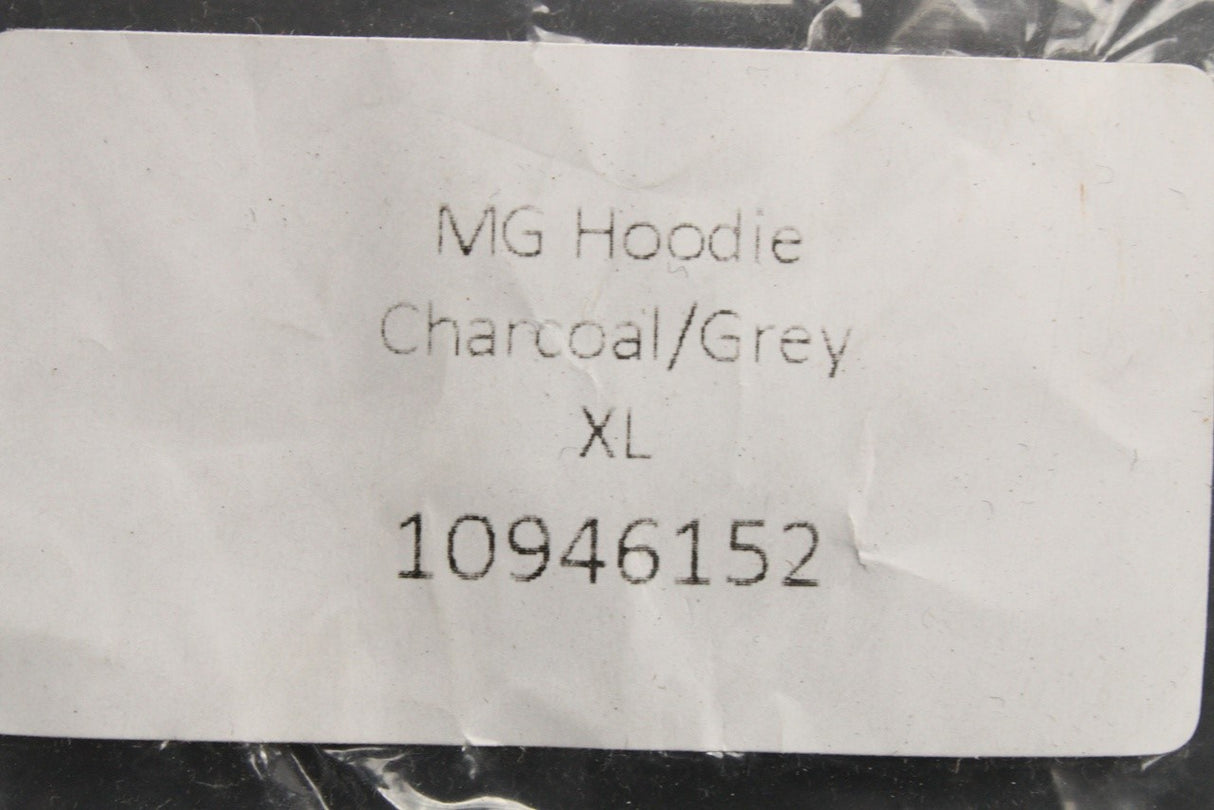 MG Hoodie
Charcoal/Grey
XL
10946152